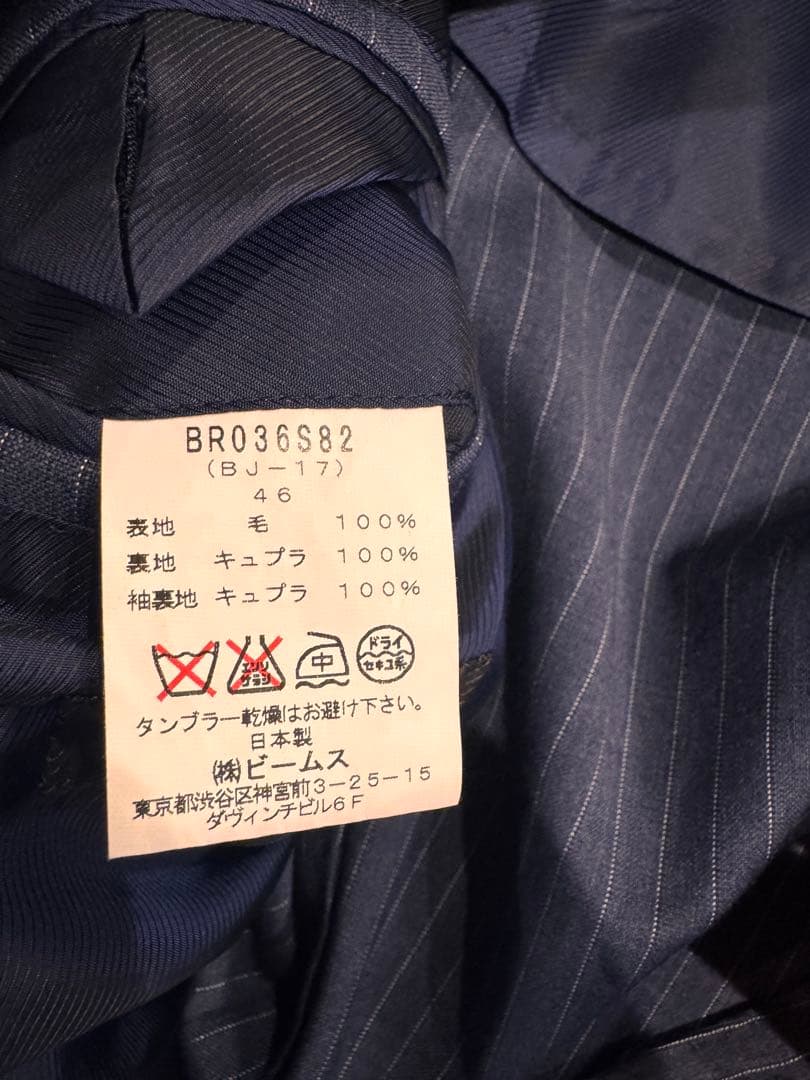 BR036S82
(BJ-17)
46
表地 毛 100%
裏地 キュプラ 100%
袖裏地 キュプラ 100%
エンソ
サラシ
中
ドライ
セキユ系
タンブラー乾燥はお避け下さい。
日本製
㈱ビームス
東京都渋谷区神宮前3-25-15
ダヴィンチビル6F